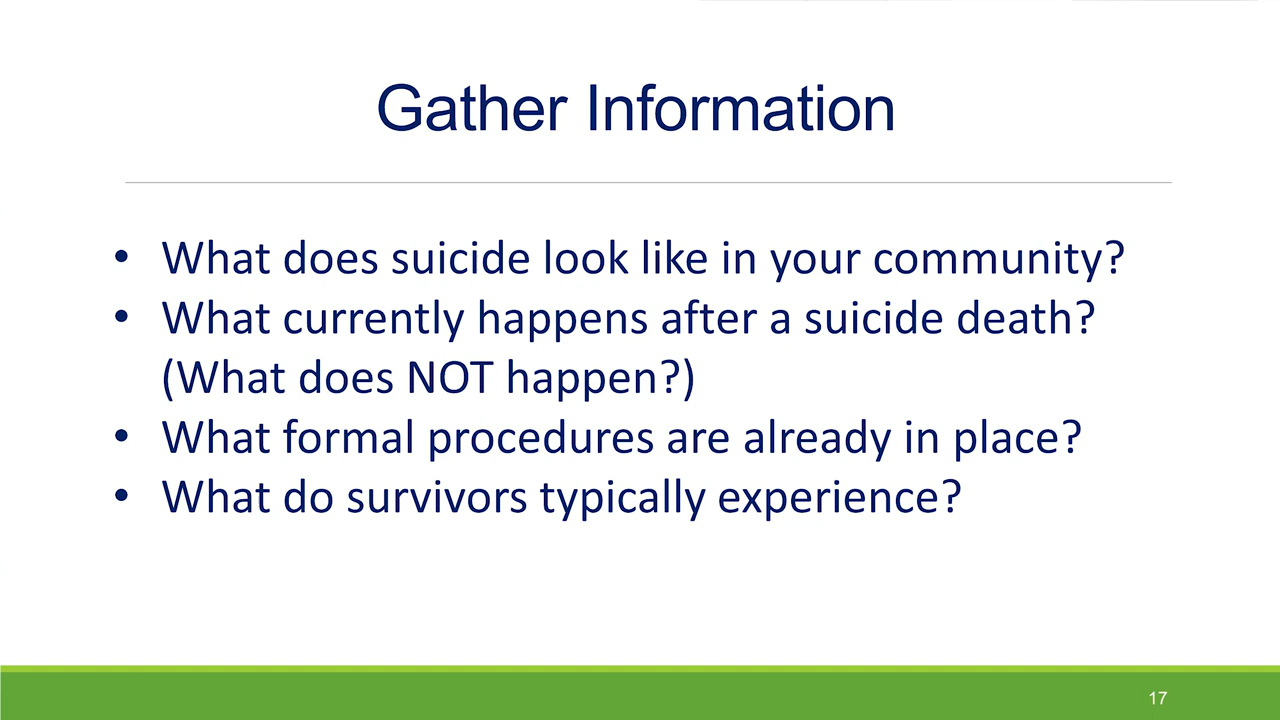 Gather Information
• What does suicide look like in your community?
• What currently happens after a suicide death?
(What does NOT happen?)
• What formal procedures are already in place?
• What do survivors typically experience?
17